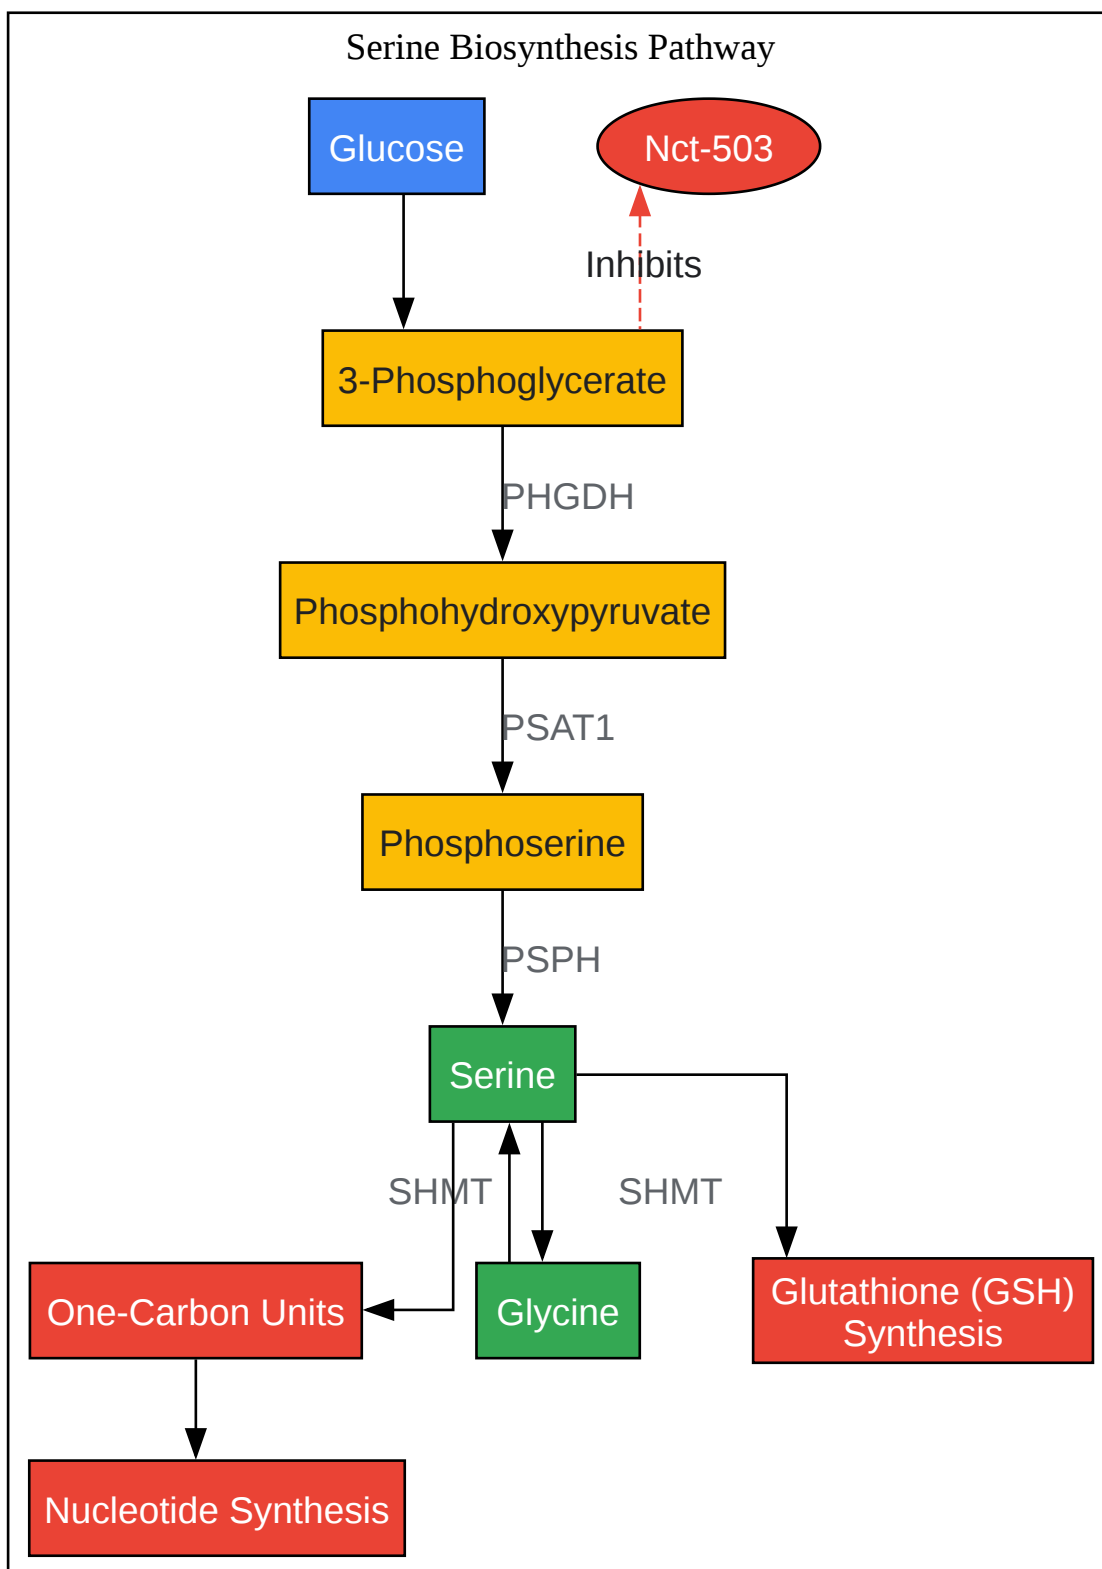 Serine Biosynthesis Pathway
Glucose
Nct-503
Inhibits
3-Phosphoglycerate
PHGDH
Phosphohydroxypyruvate
PSAT1
Phosphoserine
PSPH
Serine
SHMT
SHMT
One-Carbon Units
Glycine
Glutathione (GSH)
Synthesis
Nucleotide Synthesis